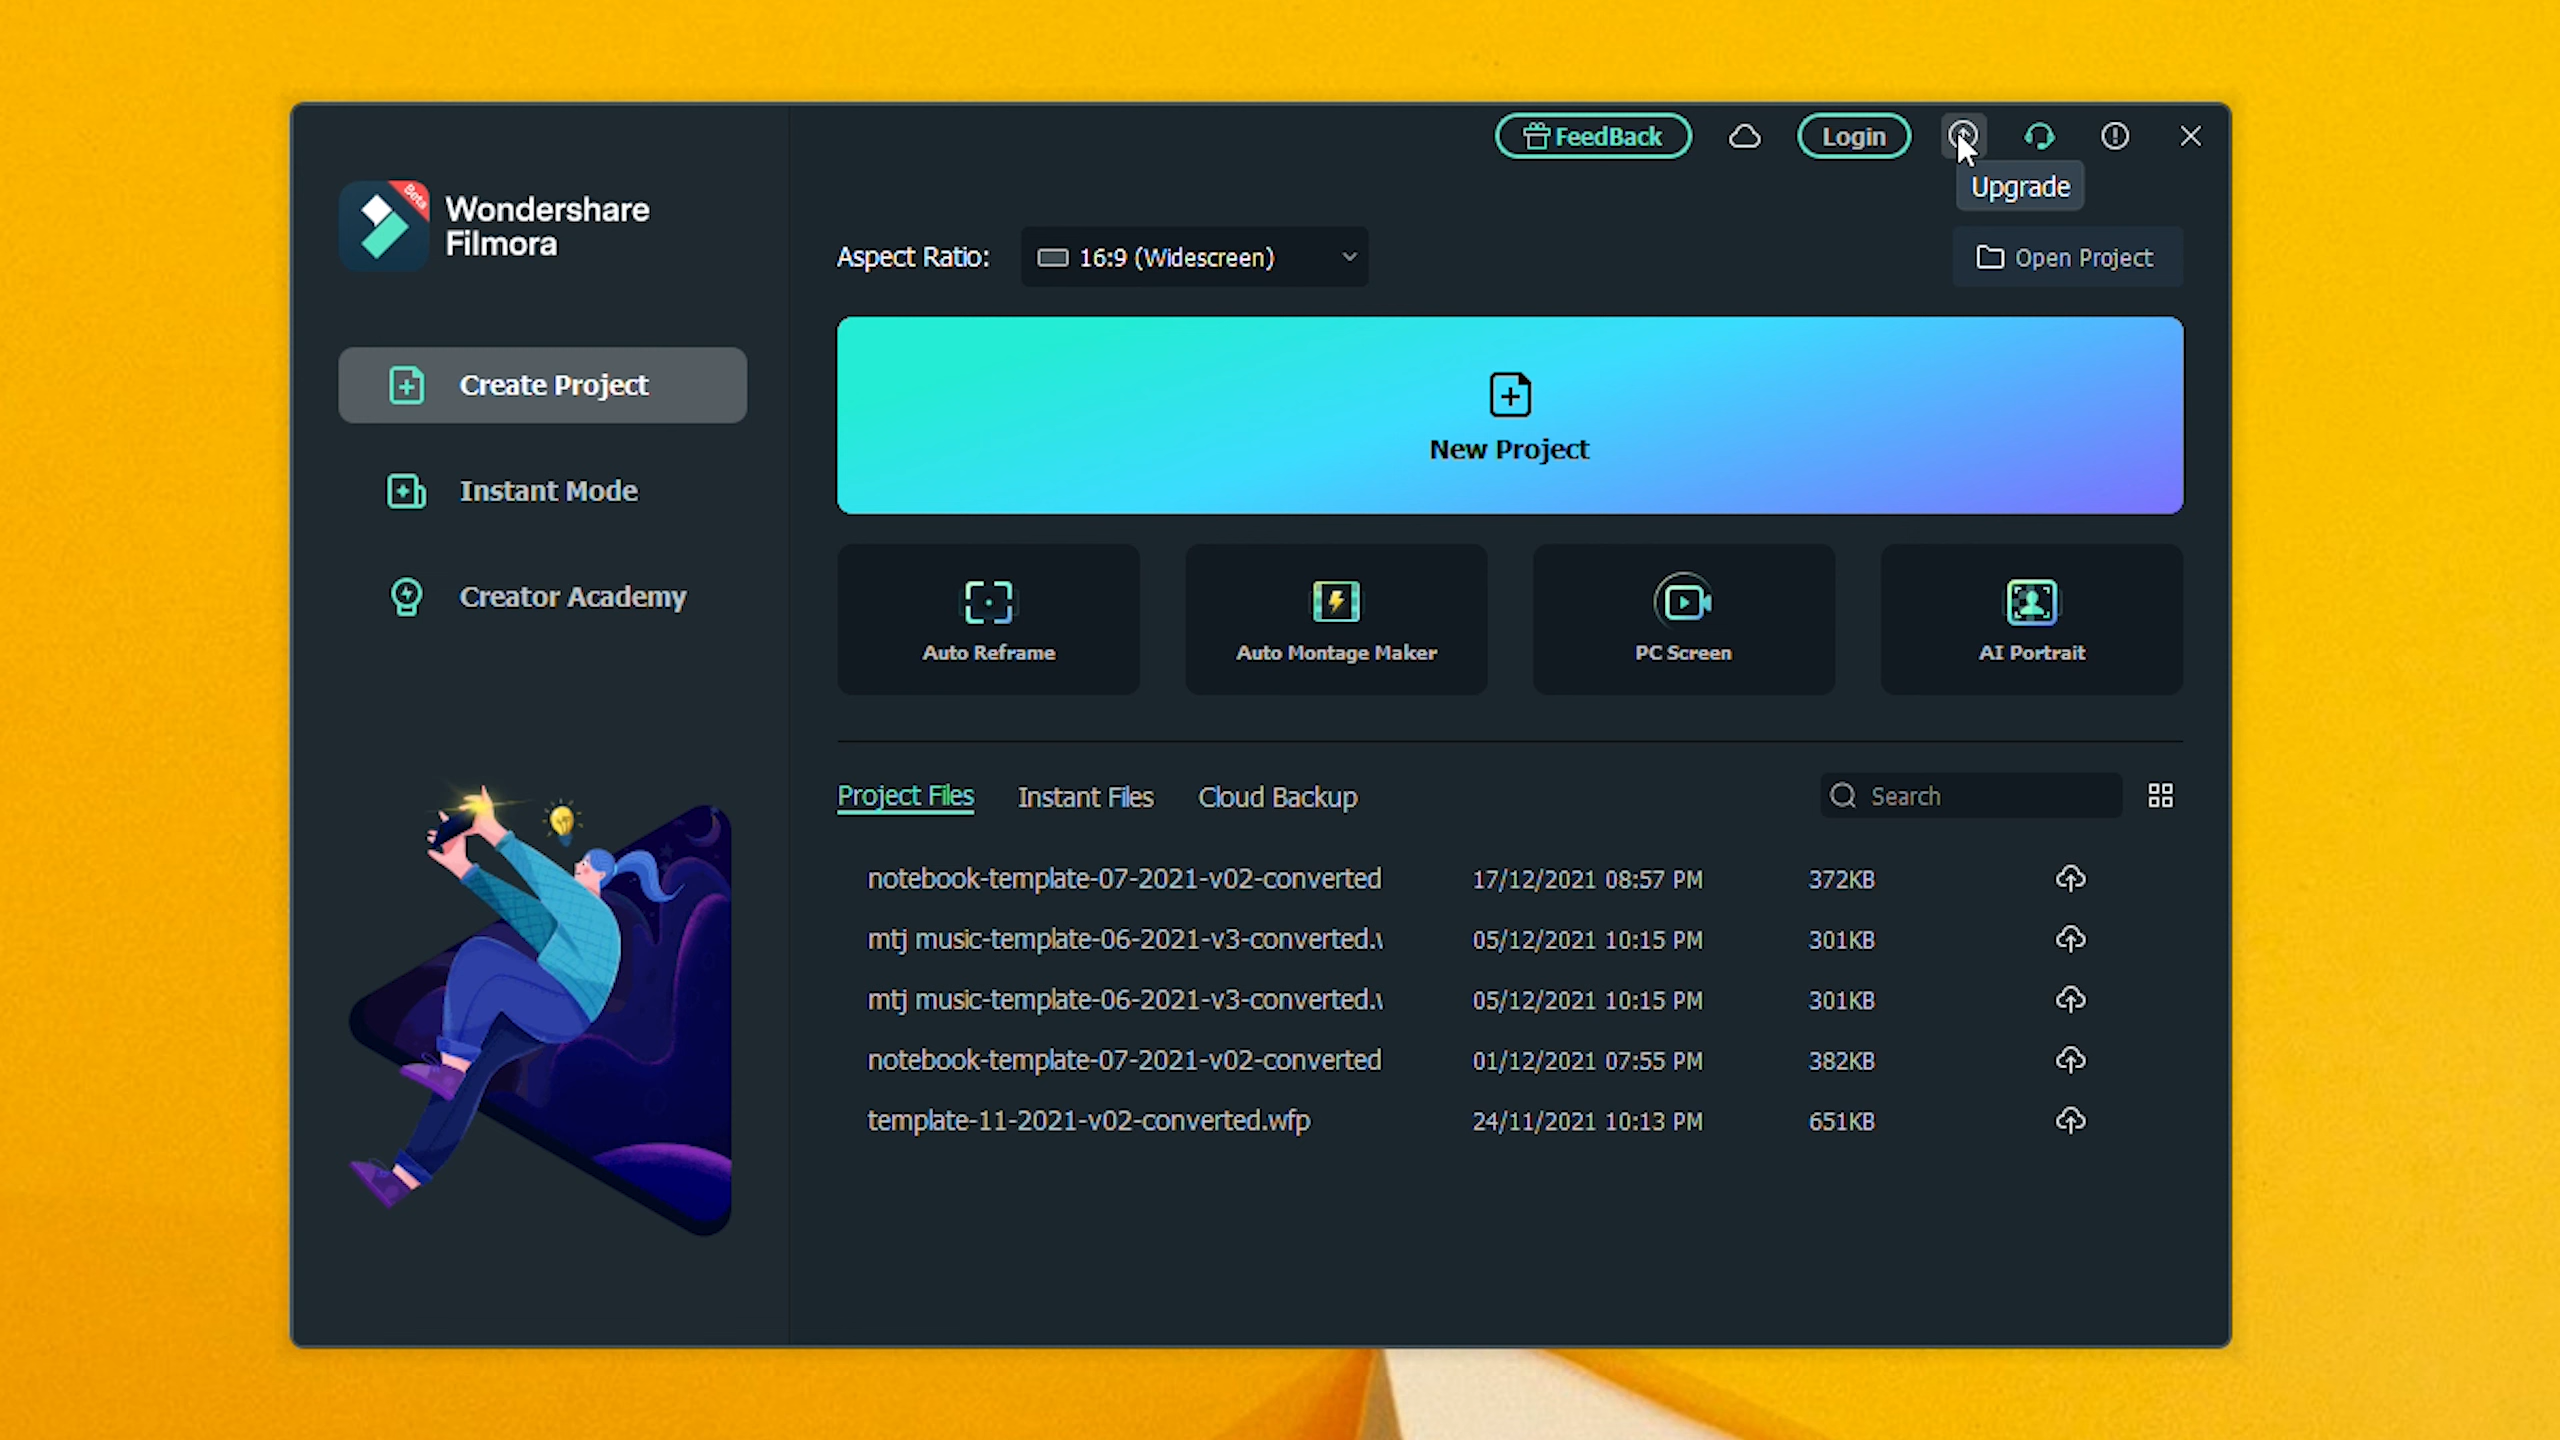 FeedBack
Login
Upgrade
Beta
Wondershare
Filmora
Aspect Ratio:
16:9 (Widescreen)
Open Project
Create Project
Instant Mode
Creator Academy
New Project
Auto Reframe
Auto Montage Maker
PC Screen
AI Portrait
Project Files
Instant Files
Cloud Backup
Search
notebook-template-07-2021-v02-converted 17/12/2021 08:57 PM 372KB
mtj music-template-06-2021-v3-converted. 05/12/2021 10:15 PM 301KB
mtj music-template-06-2021-v3-converted. 05/12/2021 10:15 PM 301KB
notebook-template-07-2021-v02-converted 01/12/2021 07:55 PM 382KB
template-11-2021-v02-converted.wfp 24/11/2021 10:13 PM 651KB